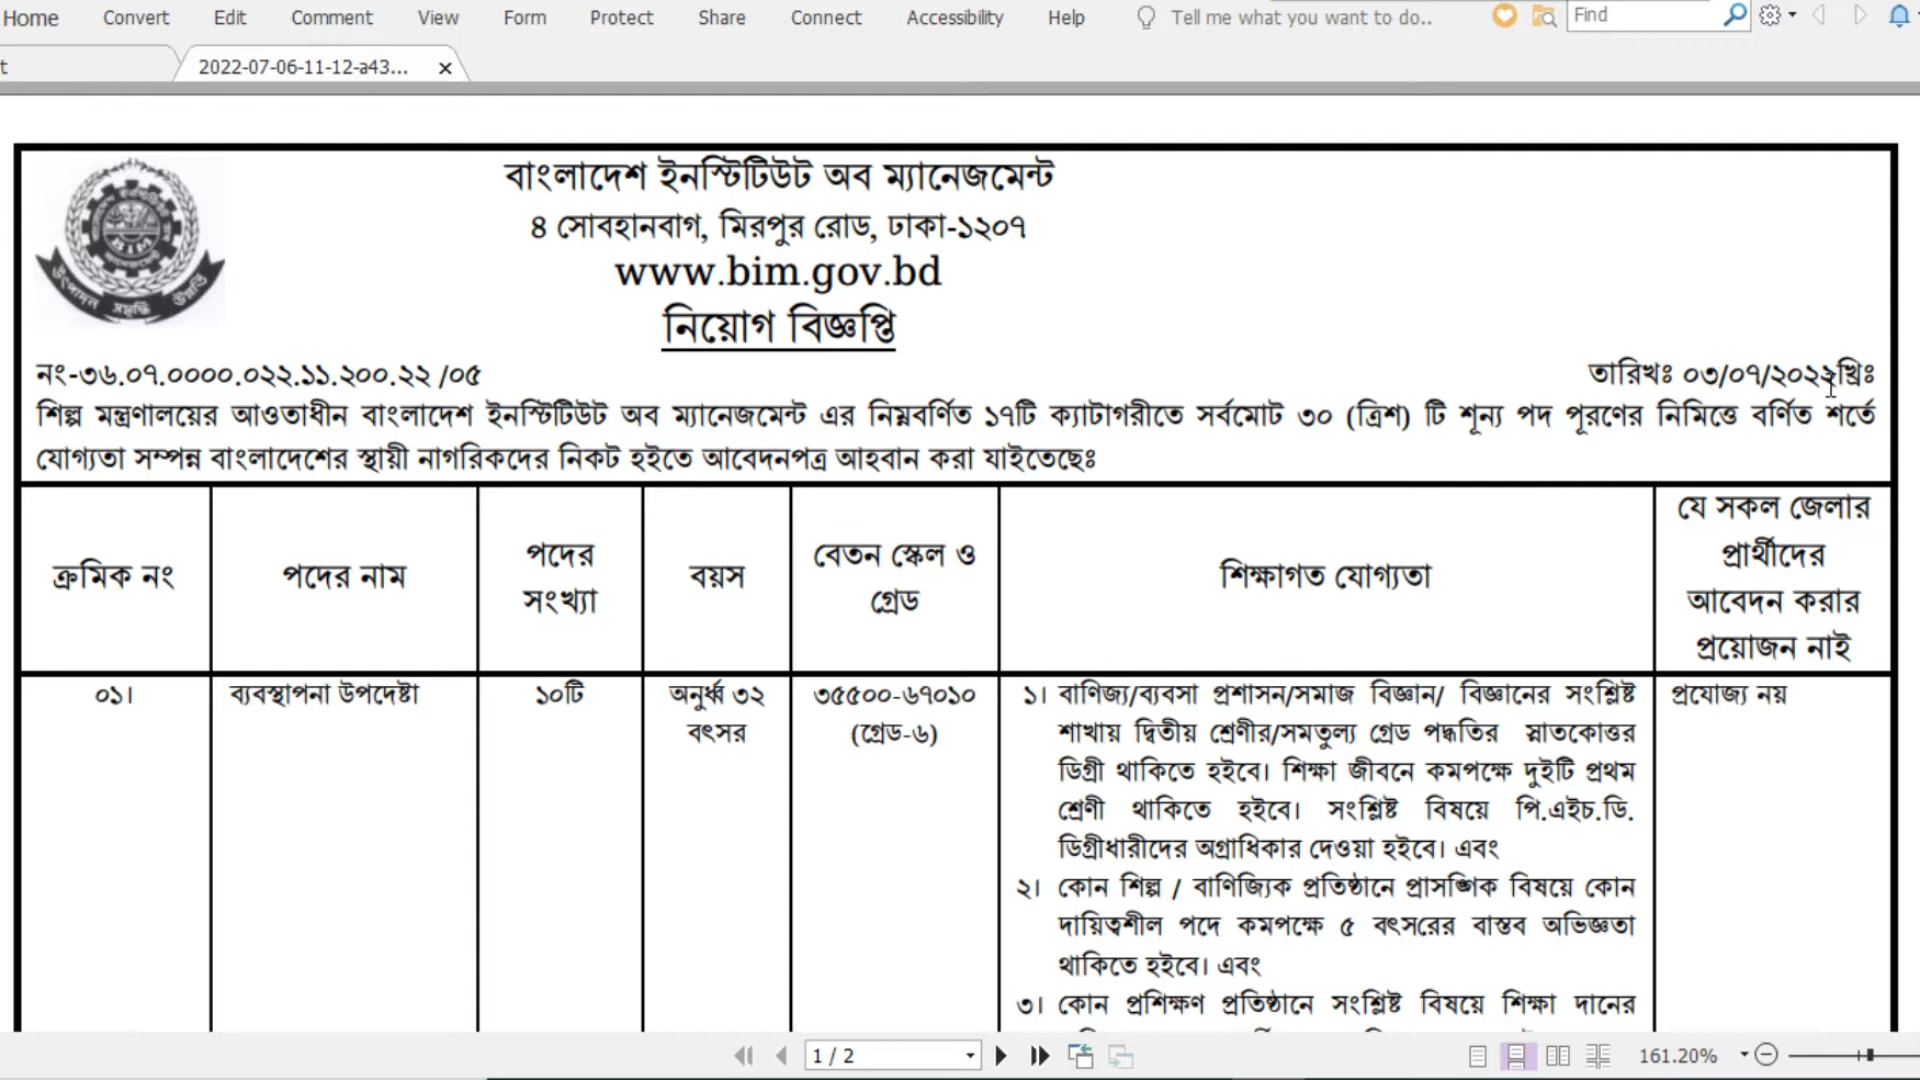 Home Convert Edit Comment View Form Protect Share Connect Accessibility Help Tell me what you want to do.. Find
t 2022-07-06-11-12-a43...
বাংলাদেশ ইনস্টিটিউট অব ম্যানেজমেন্ট
৪ সোবহানবাগ, মিরপুর রোড, ঢাকা-১২০৭
www.bim.gov.bd
নিয়োগ বিজ্ঞপ্তি
উৎপাদন সমৃদ্ধি উন্নতি
BIM
নং-৩৬.০৭.০০০০.০২২.১১.২০০.২২ /০৫ তারিখঃ ০৩/০৭/২০২২খ্রিঃ
শিল্প মন্ত্রণালয়ের আওতাধীন বাংলাদেশ ইনস্টিটিউট অব ম্যানেজমেন্ট এর নিম্নবর্ণিত ১৭টি ক্যাটাগরীতে সর্বমোট ৩০ (ত্রিশ) টি শূন্য পদ পূরণের নিমিত্তে বর্ণিত শর্তে
যোগ্যতা সম্পন্ন বাংলাদেশের স্থায়ী নাগরিকদের নিকট হইতে আবেদনপত্র আহবান করা যাইতেছেঃ
ক্রমিক নং
পদের নাম
পদের
সংখ্যা
বয়স
বেতন স্কেল ও
গ্রেড
শিক্ষাগত যোগ্যতা
যে সকল জেলার
প্রার্থীদের
আবেদন করার
প্রয়োজন নাই
০১।
ব্যবস্থাপনা উপদেষ্টা
১০টি
অনুর্ধ্ব ৩২
বৎসর
৩৫৫০০-৬৭০১০
(গ্রেড-৬)
১। বাণিজ্য/ব্যবসা প্রশাসন/সমাজ বিজ্ঞান/ বিজ্ঞানের সংশ্লিষ্ট
শাখায় দ্বিতীয় শ্রেণীর/সমতুল্য গ্রেড পদ্ধতির স্নাতকোত্তর
ডিগ্রী থাকিতে হইবে। শিক্ষা জীবনে কমপক্ষে দুইটি প্রথম
শ্রেণী থাকিতে হইবে। সংশ্লিষ্ট বিষয়ে পি.এইচ.ডি.
ডিগ্রীধারীদের অগ্রাধিকার দেওয়া হইবে। এবং
২। কোন শিল্প / বাণিজ্যিক প্রতিষ্ঠানে প্রাসঙ্গিক বিষয়ে কোন
দায়িত্বশীল পদে কমপক্ষে ৫ বৎসরের বাস্তব অভিজ্ঞতা
থাকিতে হইবে। এবং
৩। কোন প্রশিক্ষণ প্রতিষ্ঠানে সংশ্লিষ্ট বিষয়ে শিক্ষা দানের
প্রযোজ্য নয়
1 / 2 161.20%